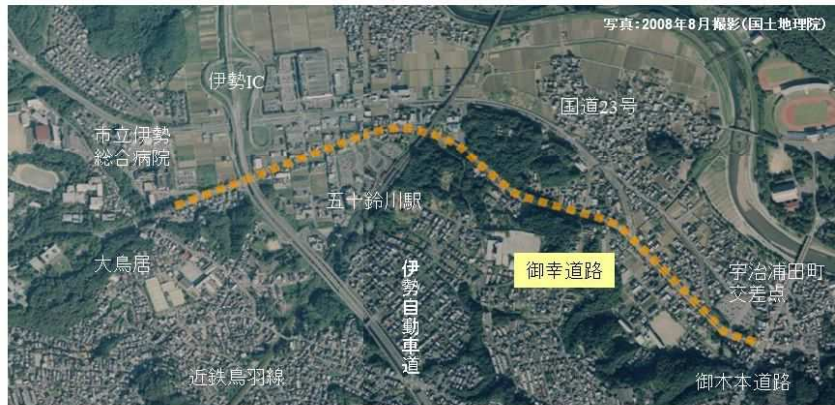 写真：2008年8月撮影(国土地理院)
伊勢IC
国道23号
市立伊勢
総合病院
五十鈴川駅
大鳥居
伊勢自動車道
御幸道路
宇治浦田町
交差点
近鉄鳥羽線
御木本道路